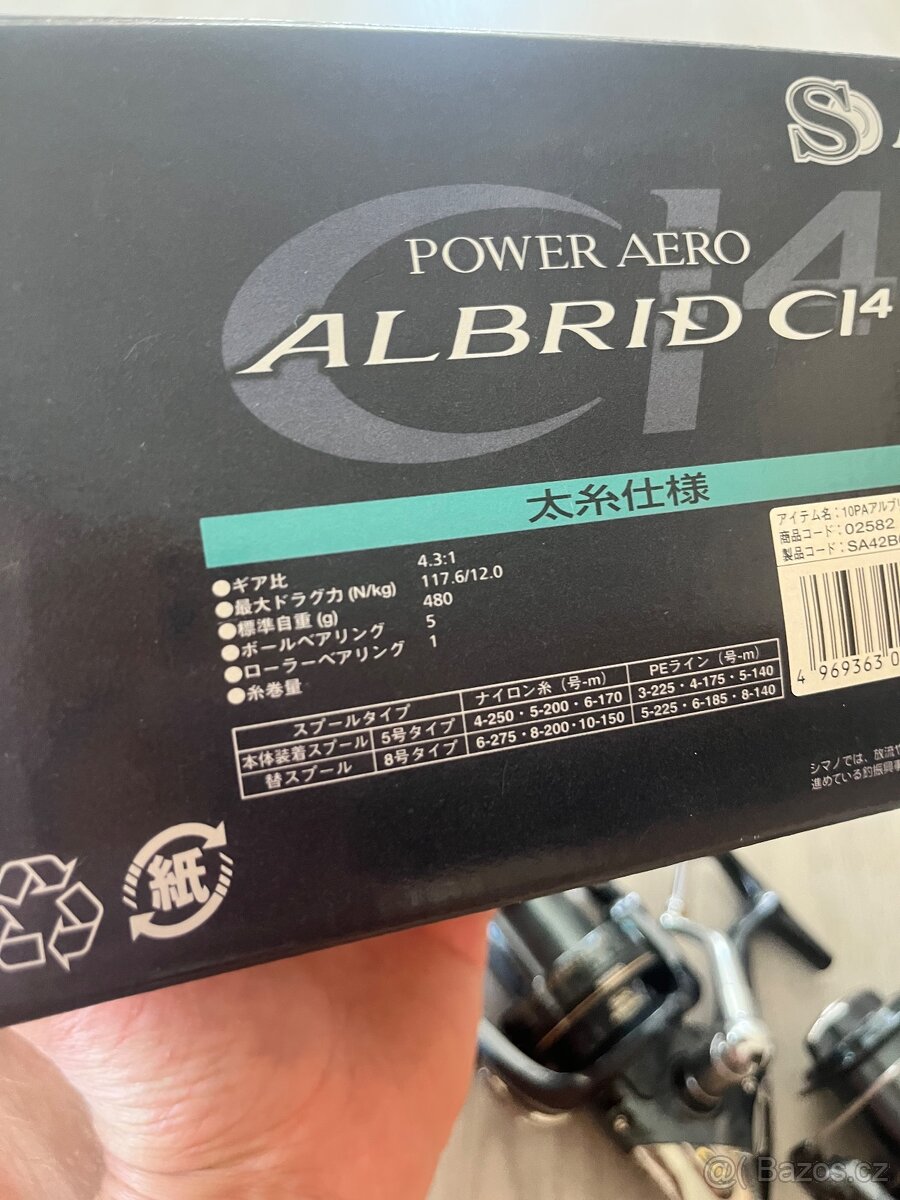 S
POWER AERO
ALBRID CI4
CI4
太糸仕様
●ギア比 4.3:1
●最大ドラグ力 (N/kg) 117.6/12.0
●標準自重 (g) 480
●ボールベアリング 5
●ローラーベアリング 1
●糸巻量
スプールタイプ ナイロン糸 (号-m) PEライン (号-m)
本体装着スプール 5号タイプ 4-250・5-200・6-170 3-225・4-175・5-140
替スプール 8号タイプ 6-275・8-200・10-150 5-225・6-185・8-140
アイテム名:10PAアルブ
商品コード:02582
製品コード:SA42B
4 969363 0
シマノでは、放流
進めている釣振興事
紙
@( Bazos.cz